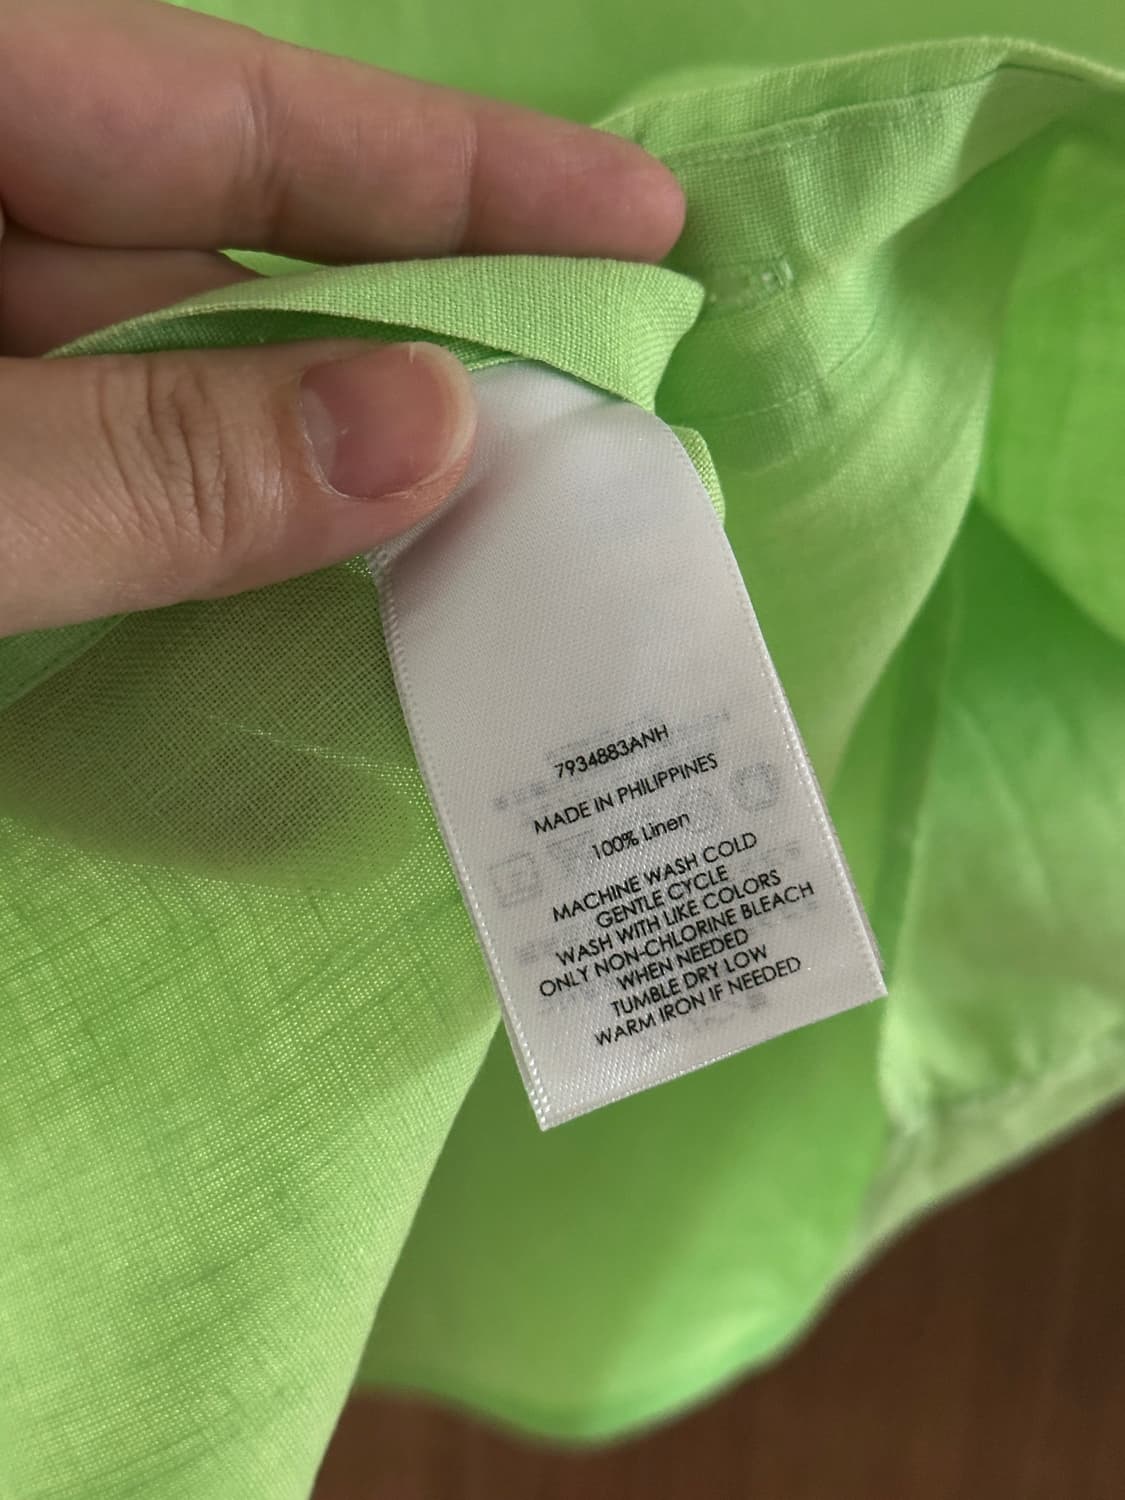 7934883ANH
MADE IN PHILIPPINES
100% Linen
MACHINE WASH COLD
GENTLE CYCLE
WASH WITH LIKE COLORS
ONLY NON-CHLORINE BLEACH
WHEN NEEDED
TUMBLE DRY LOW
WARM IRON IF NEEDED